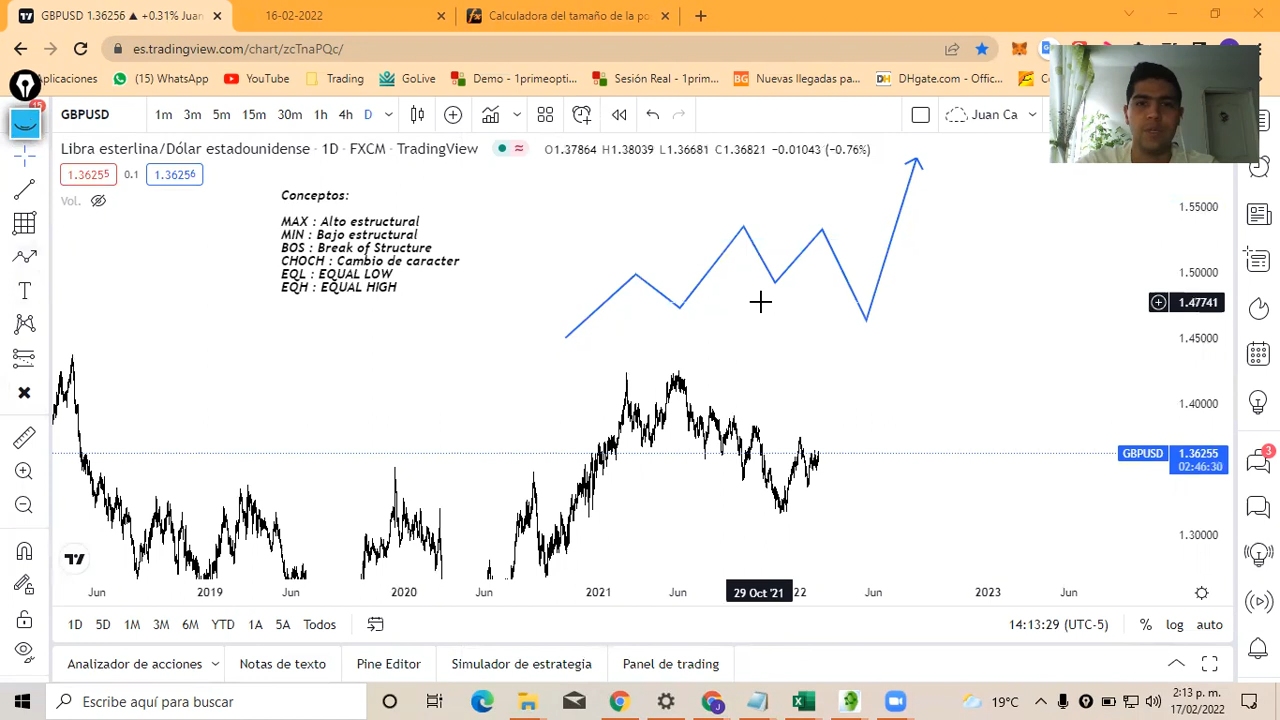 GBPUSD 1.36255 ▲ +0.31% Juan
16-02-2022
Calculadora del tamaño de la po
es.tradingview.com/chart/zcTnaPQc/
Aplicaciones
(15) WhatsApp
YouTube
Trading
GoLive
Demo - 1primeopti...
Sesión Real - 1prim...
BG Nuevas llegadas par...
DH DHgate.com - Offic...
15
GBPUSD
1m 3m 5m 15m 30m 1h 4h D
Juan Ca
Libra esterlina/Dólar estadounidense · 1D · FXCM · TradingView
O1.37864 H1.38039 L1.36681 C1.36821 −0.01043 (−0.76%)
1.36255 0.1 1.36256
Vol.
Conceptos:
MAX : Alto estructural
MIN : Bajo estructural
BOS : Break of Structure
CHOCH : Cambio de caracter
EQL : EQUAL LOW
EQH : EQUAL HIGH
1.55000
1.50000
1.47741
1.45000
1.40000
GBPUSD 1.36255
02:46:30
1.30000
3
Jun 2019 Jun 2020 Jun 2021 Jun 29 Oct '21 22 Jun 2023 Jun
1D 5D 1M 3M 6M YTD 1A 5A Todos
14:13:29 (UTC-5) % log auto
Analizador de acciones Notas de texto Pine Editor Simulador de estrategia Panel de trading
Escribe aquí para buscar
19°C
2:13 p. m.
17/02/2022